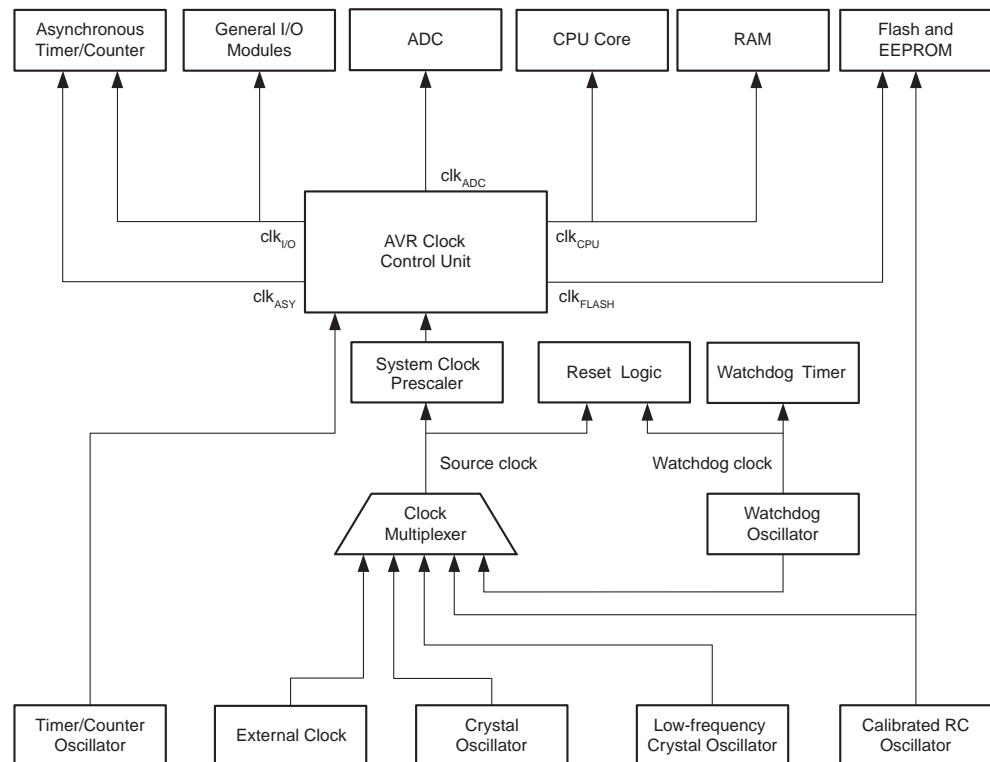 Asynchronous
Timer/Counter
General I/O
Modules
ADC
CPU Core
RAM
Flash and
EEPROM
clkADC
clkI/O
AVR Clock
Control Unit
clkCPU
clkASY
clkFLASH
System Clock
Prescaler
Reset Logic
Watchdog Timer
Source clock
Watchdog clock
Clock
Multiplexer
Watchdog
Oscillator
Timer/Counter
Oscillator
External Clock
Crystal
Oscillator
Low-frequency
Crystal Oscillator
Calibrated RC
Oscillator